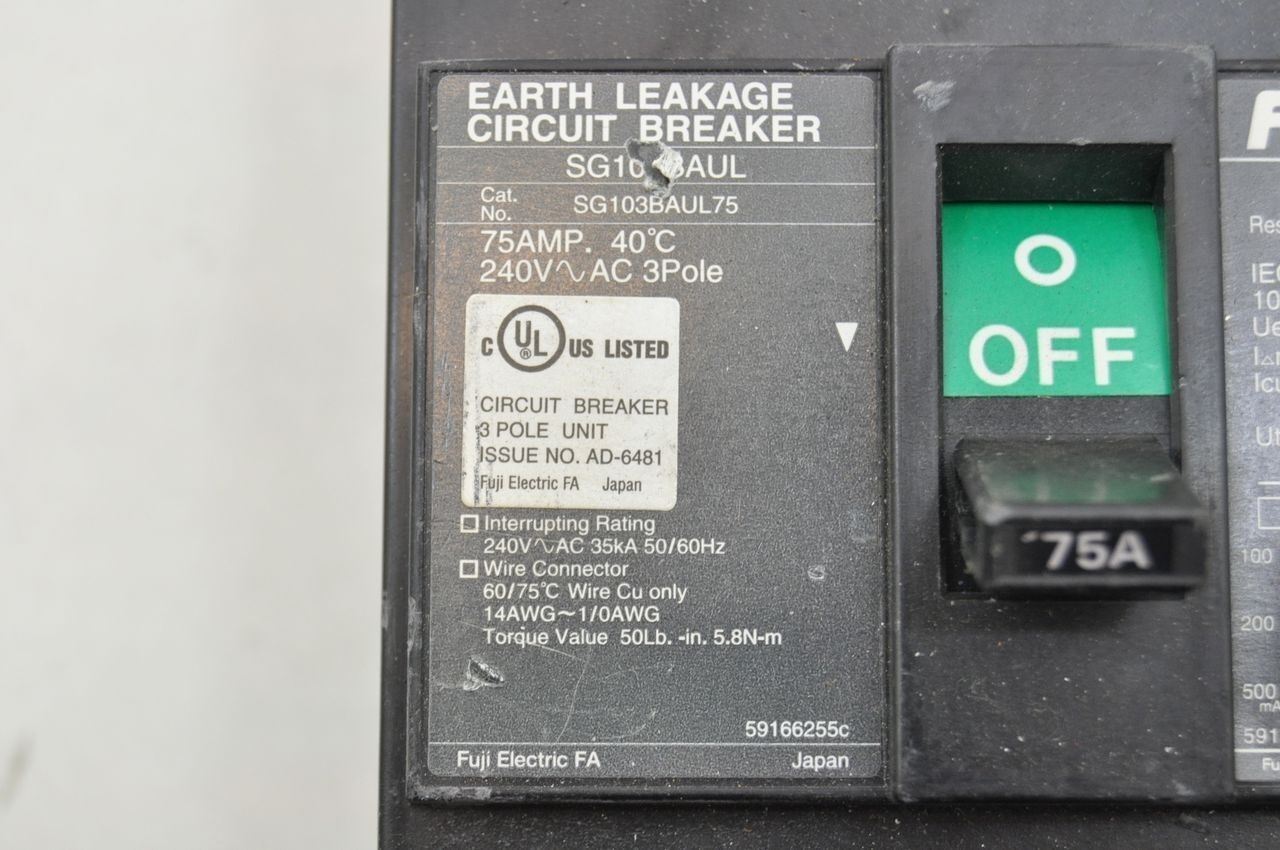 EARTH LEAKAGE
CIRCUIT BREAKER
Cat.
No. SG103BAUL75
75AMP. 40°C
240V∿AC 3Pole
C UL ® US LISTED
CIRCUIT BREAKER
3 POLE UNIT
ISSUE NO. AD-6481
Fuji Electric FA Japan
☐ Interrupting Rating
240V∿AC 35kA 50/60Hz
☐ Wire Connector
60/75°C Wire Cu only
14AWG~1/0AWG
Torque Value 50Lb. -in. 5.8N-m
59166255c
Fuji Electric FA Japan
O
OFF
75A
100
200
500
mA